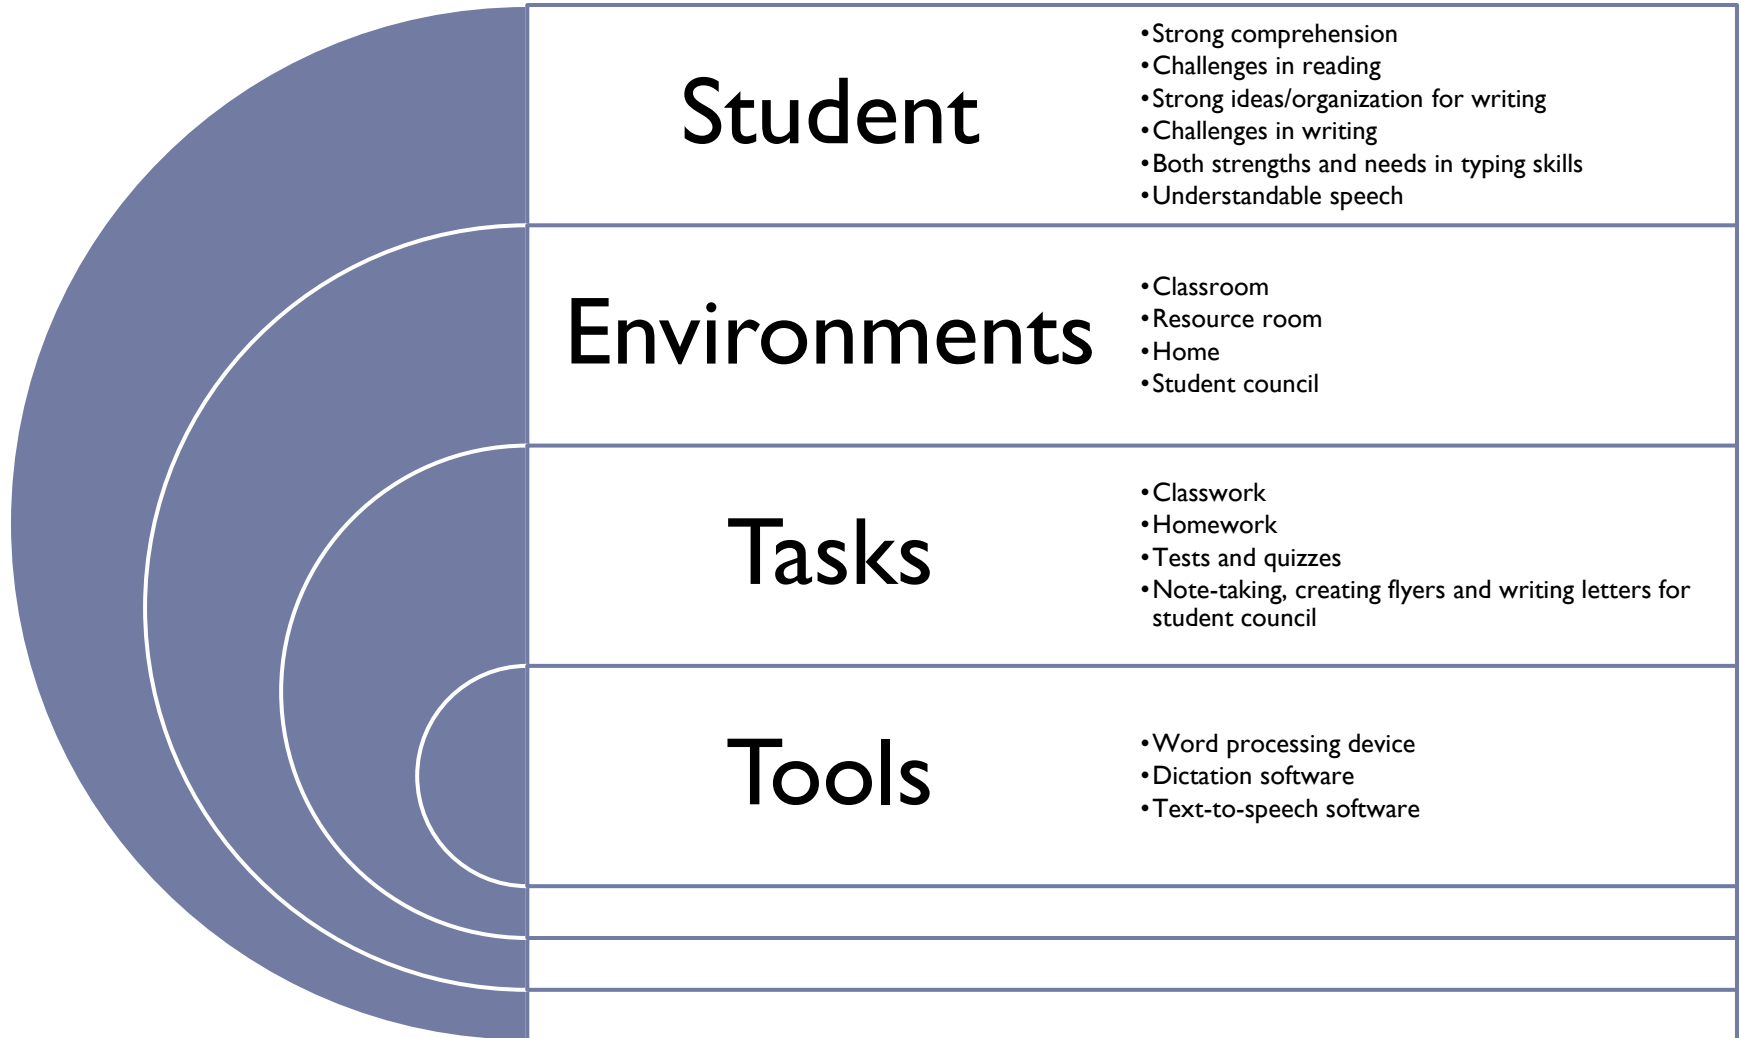 Student
•Strong comprehension
•Challenges in reading
•Strong ideas/organization for writing
•Challenges in writing
•Both strengths and needs in typing skills
•Understandable speech
Environments
•Classroom
•Resource room
•Home
•Student council
Tasks
•Classwork
•Homework
•Tests and quizzes
•Note-taking, creating flyers and writing letters for
student council
Tools
•Word processing device
•Dictation software
•Text-to-speech software